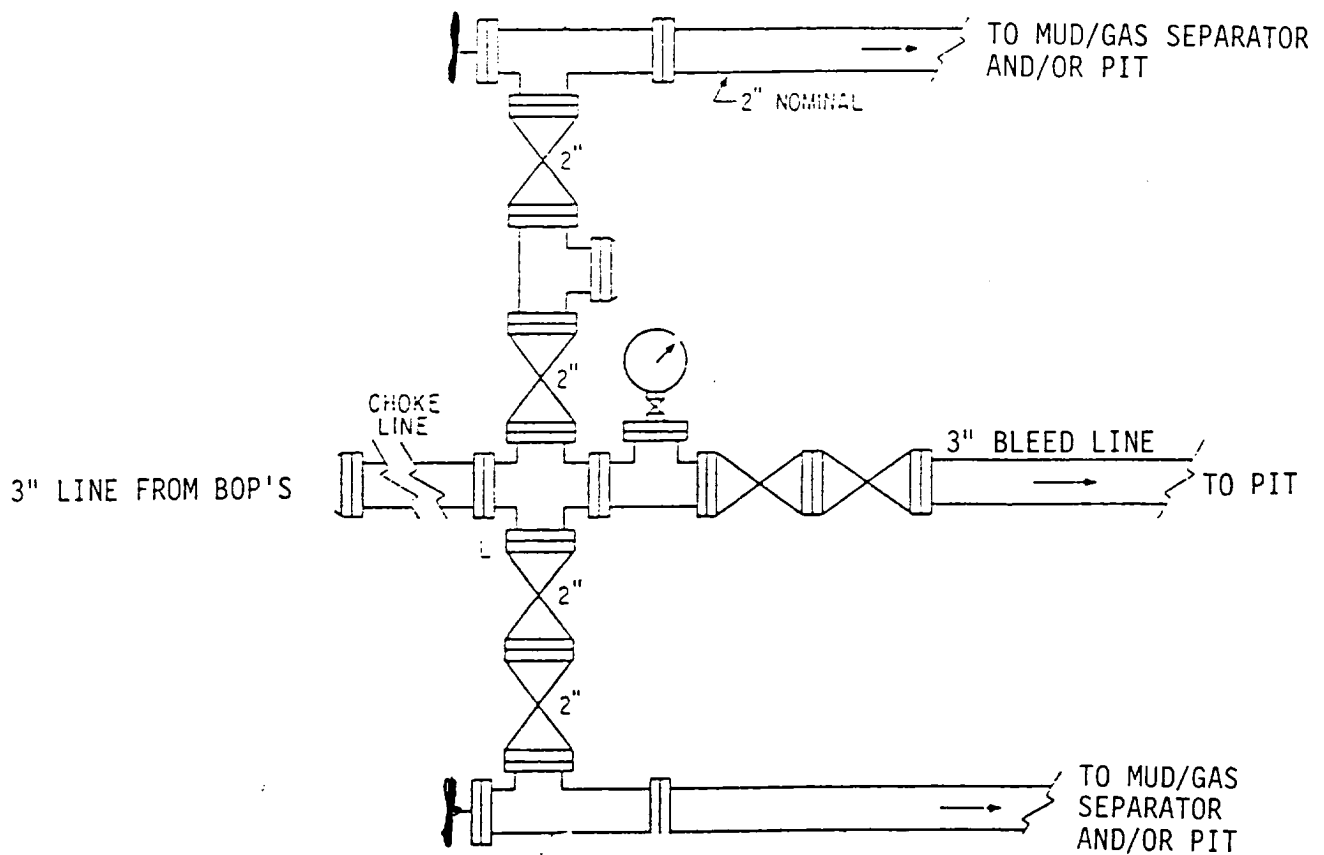 TO MUD/GAS SEPARATOR
AND/OR PIT
2" NOMINAL
2"
2"
CHOKE
LINE
3" BLEED LINE
3" LINE FROM BOP'S
TO PIT
L
2"
2"
TO MUD/GAS
SEPARATOR
AND/OR PIT